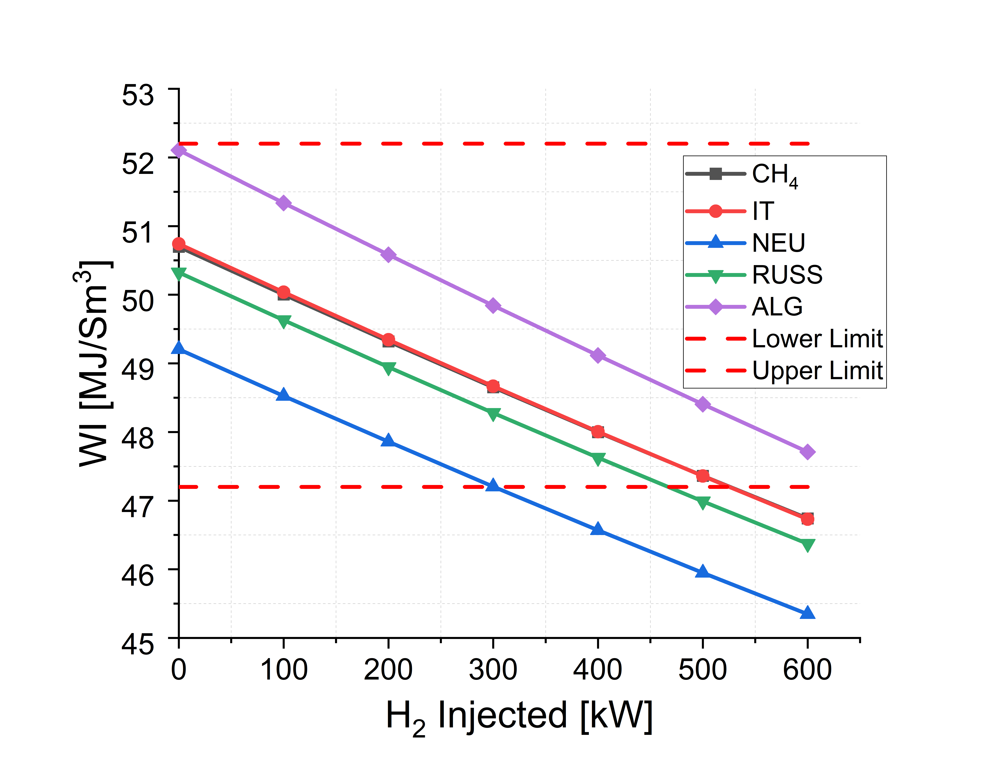 53
52
51
50
49
48
47
46
45
WI [MJ/Sm³]
CH₄
IT
NEU
RUSS
ALG
Lower Limit
Upper Limit
0 100 200 300 400 500 600
H₂ Injected [kW]